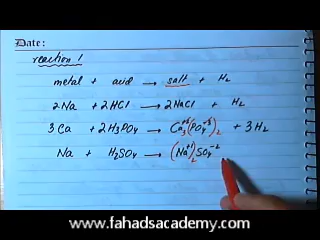 Date:
reaction 1
metal + acid → salt + H₂
2Na + 2HCl → 2NaCl + H₂
3Ca + 2H₃PO₄ → Ca₃⁺²(PO₄⁻³)₂ + 3H₂
Na + H₂SO₄ → (Na⁺¹)₂SO₄⁻²
www.fahadsacademy.com